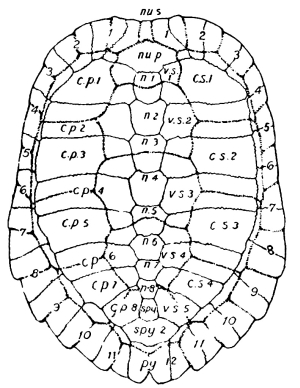 nus
2 1 1 2
3 nup 3
3 c.p.1 n1 v.s.1 c.s.1 4
4 n2 v.s.2 5
c.p.2 n3
5 c.p.3 c.s.2 6
6 c.p.4 n4 v.s.3 7
7 c.p.5 n5 c.s.3
n6 8
8 c.p.6 n7 v.s.4 9
c.p.7 n8 c.s.4
9 c.p.8 spy v.s.5 10
10 spy 2 11
11 py 12